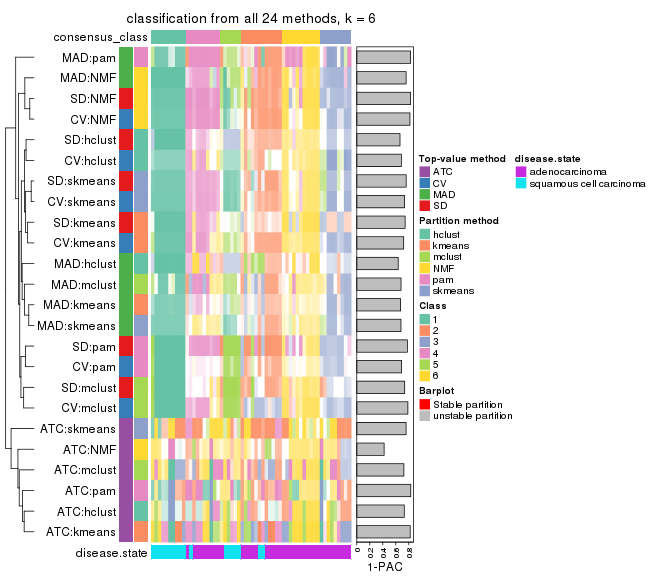 classification from all 24 methods, k = 6
consensus_class
MAD:pam
MAD:NMF
SD:NMF
CV:NMF
SD:hclust
CV:hclust
SD:skmeans
CV:skmeans
SD:kmeans
CV:kmeans
MAD:hclust
MAD:mclust
MAD:kmeans
MAD:skmeans
SD:pam
CV:pam
SD:mclust
CV:mclust
ATC:skmeans
ATC:NMF
ATC:mclust
ATC:pam
ATC:hclust
ATC:kmeans
disease.state
0 0.2 0.4 0.6 0.8
1-PAC
Top-value method
ATC
CV
MAD
SD
Partition method
hclust
kmeans
mclust
NMF
pam
skmeans
Class
1
2
3
4
5
6
Barplot
Stable partition
unstable partition
disease.state
adenocarcinoma
squamous cell carcinoma